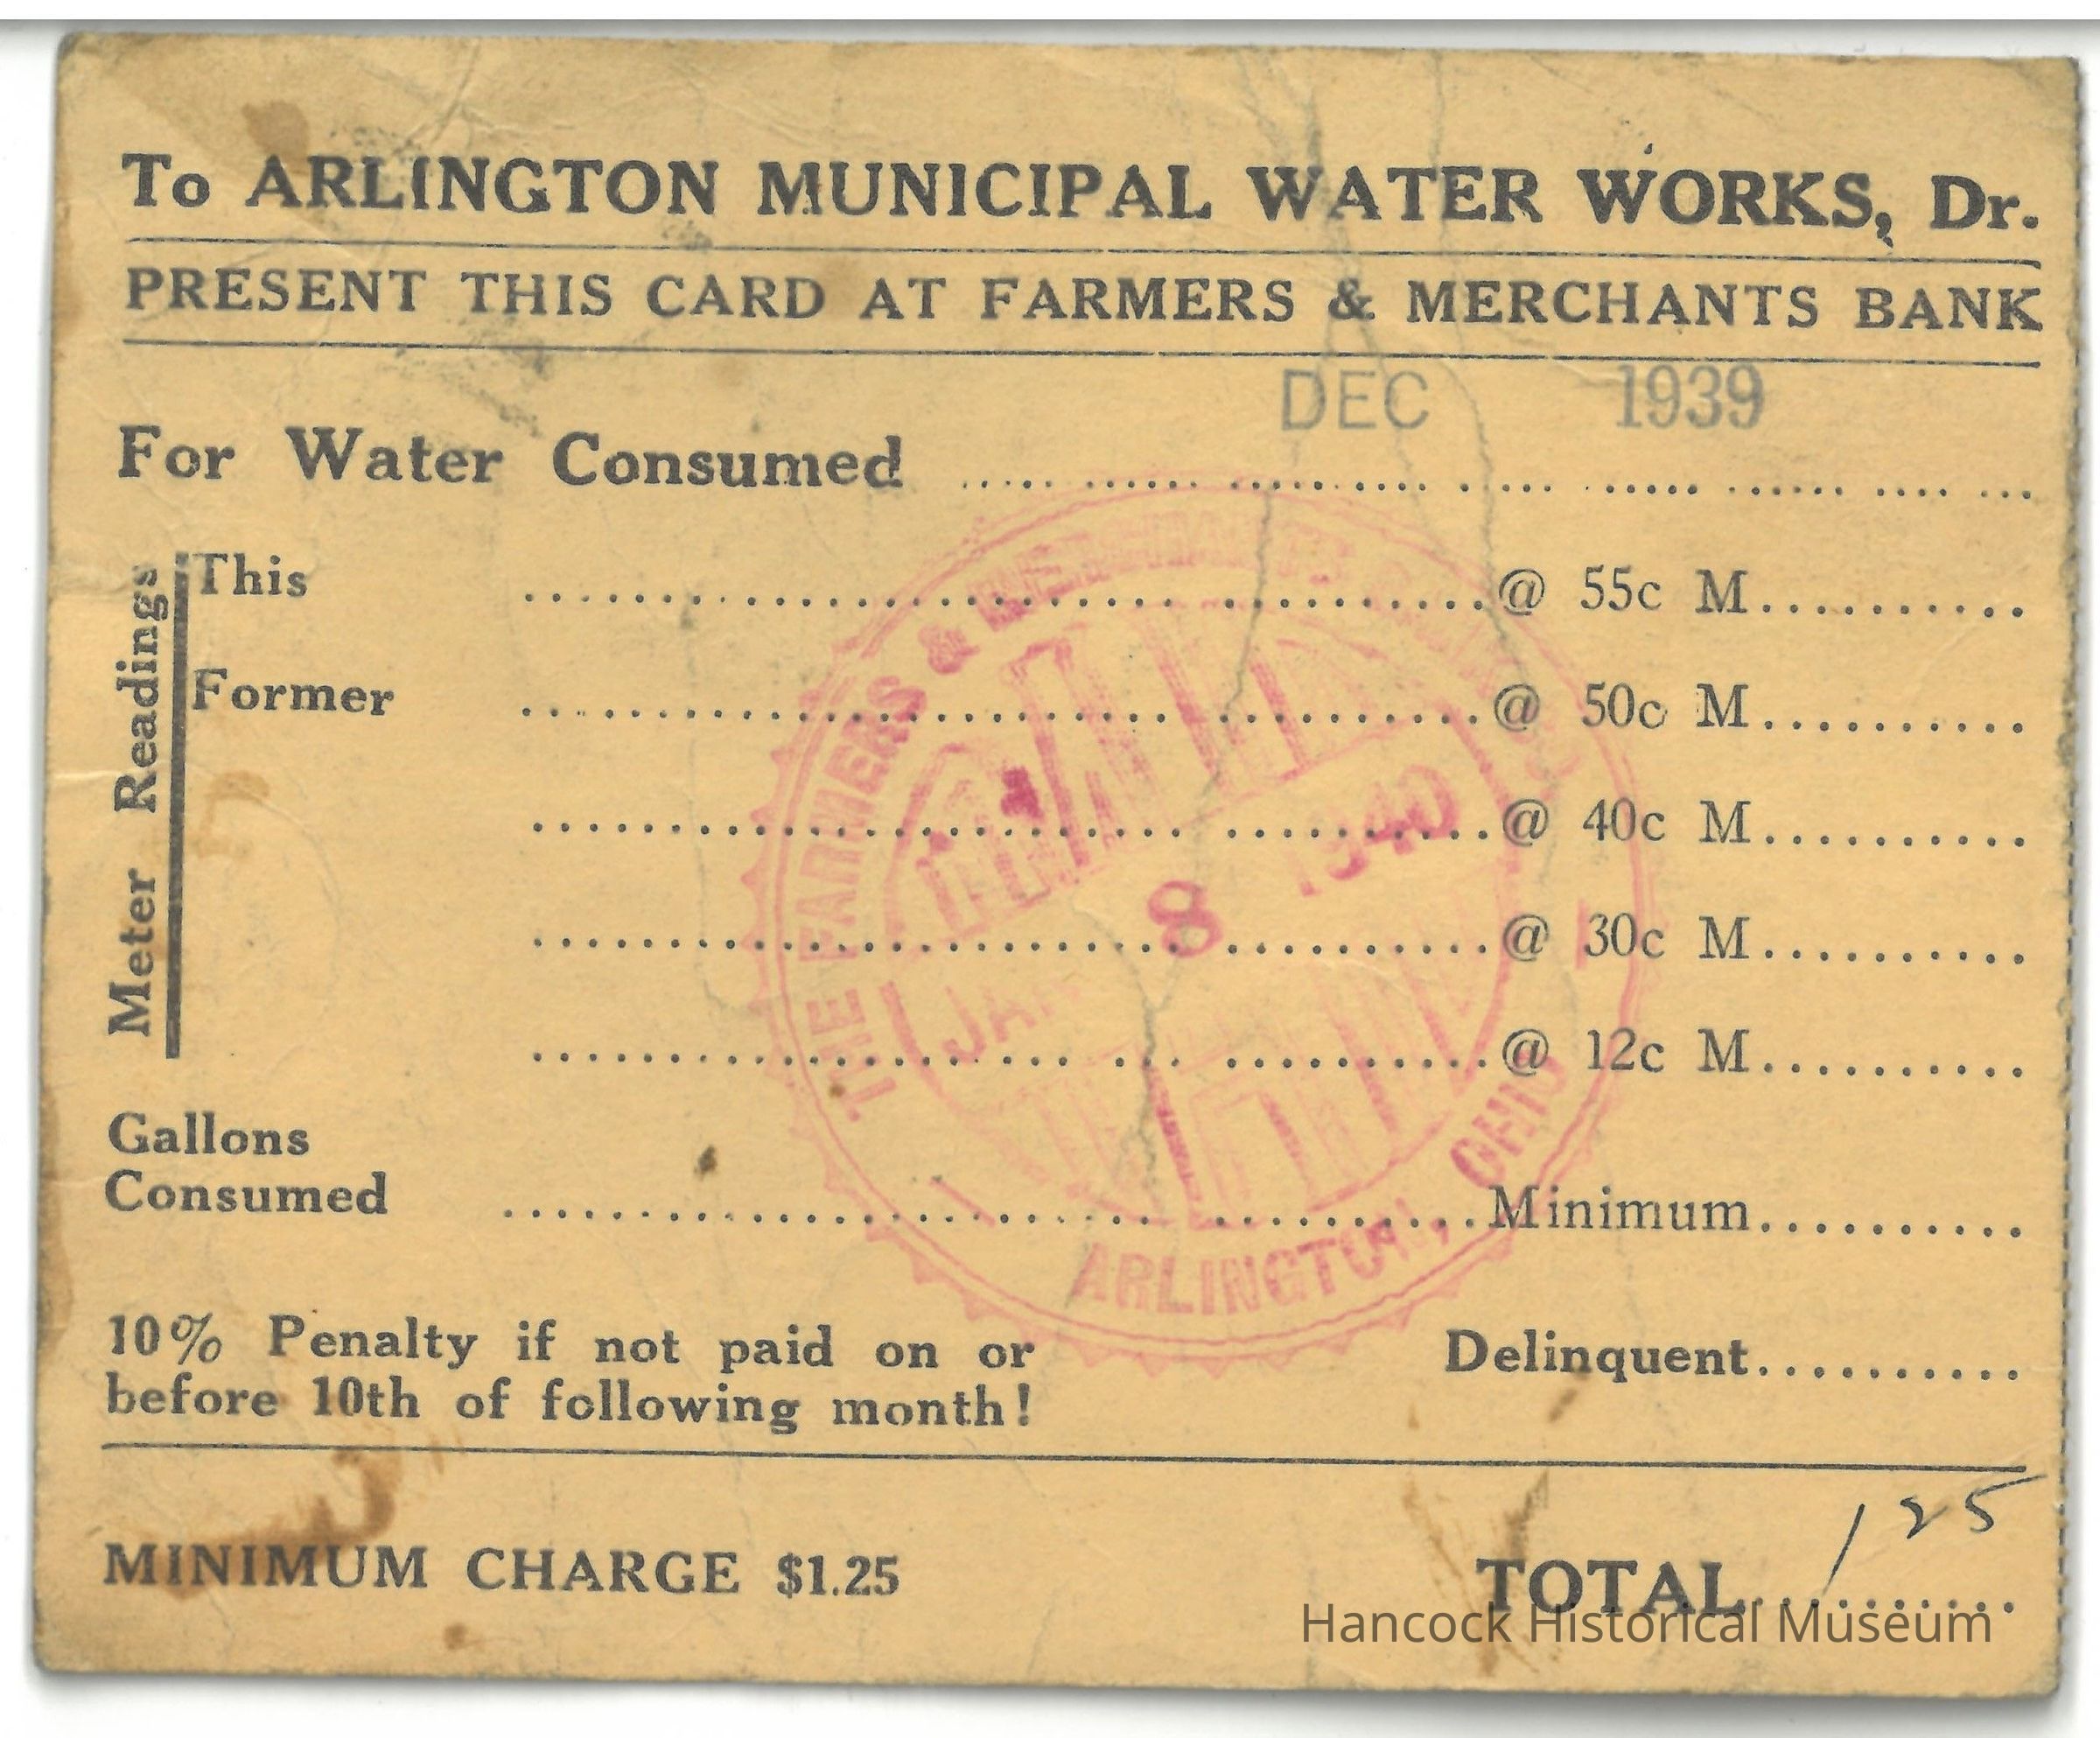 To ARLINGTON MUNICIPAL WATER WORKS, Dr.
PRESENT THIS CARD AT FARMERS & MERCHANTS BANK
DEC 1939
For Water Consumed
Meter Readings
This @ 55c M
Former @ 50c M
@ 40c M
@ 30c M
@ 12c M
Gallons
Consumed Minimum
THE FARMERS & MERCHANTS
PAID
JAN 8 1940
ARLINGTON, OHIO
10% Penalty if not paid on or
before 10th of following month!
Delinquent
MINIMUM CHARGE $1.25
TOTAL 1 25
Hancock Historical Museum